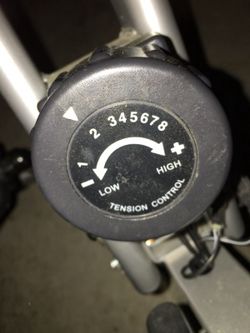 1 2 345678
− +
LOW HIGH
TENSION CONTROL